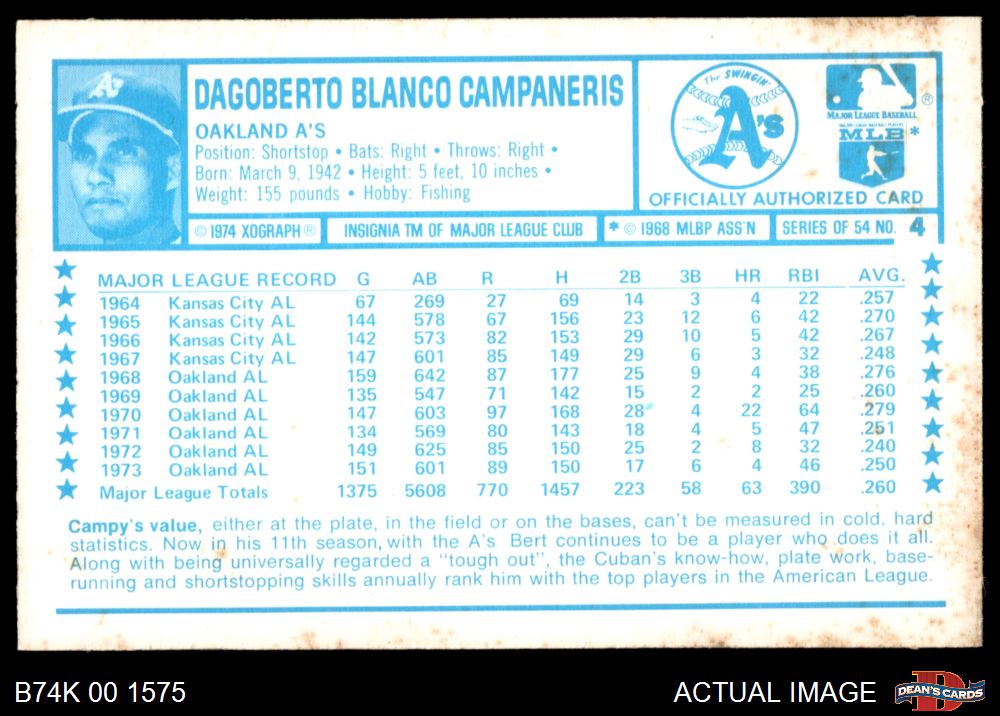 A's
DAGOBERTO BLANCO CAMPANERIS
OAKLAND A'S
Position: Shortstop • Bats: Right • Throws: Right •
Born: March 9, 1942 • Height: 5 feet, 10 inches •
Weight: 155 pounds • Hobby: Fishing
The SWINGIN'
A's
MAJOR LEAGUE BASEBALL ®
MLB*
OFFICIALLY AUTHORIZED CARD
© 1974 XOGRAPH ® INSIGNIA TM OF MAJOR LEAGUE CLUB * © 1968 MLBP ASS'N SERIES OF 54 NO. 4
MAJOR LEAGUE RECORD G AB R H 2B 3B HR RBI AVG.
1964 Kansas City AL 67 269 27 69 14 3 4 22 .257
1965 Kansas City AL 144 578 67 156 23 12 6 42 .270
1966 Kansas City AL 142 573 82 153 29 10 5 42 .267
1967 Kansas City AL 147 601 85 149 29 6 3 32 .248
1968 Oakland AL 159 642 87 177 25 9 4 38 .276
1969 Oakland AL 135 547 71 142 15 2 2 25 .260
1970 Oakland AL 147 603 97 168 28 4 22 64 .279
1971 Oakland AL 134 569 80 143 18 4 5 47 .251
1972 Oakland AL 149 625 85 150 25 2 8 32 .240
1973 Oakland AL 151 601 89 150 17 6 4 46 .250
Major League Totals 1375 5608 770 1457 223 58 63 390 .260
Campy's value, either at the plate, in the field or on the bases, can't be measured in cold, hard
statistics. Now in his 11th season, with the A's Bert continues to be a player who does it all.
Along with being universally regarded a "tough out", the Cuban's know-how, plate work, base-
running and shortstopping skills annually rank him with the top players in the American League.
B74K 00 1575
ACTUAL IMAGE
DEAN'S CARDS